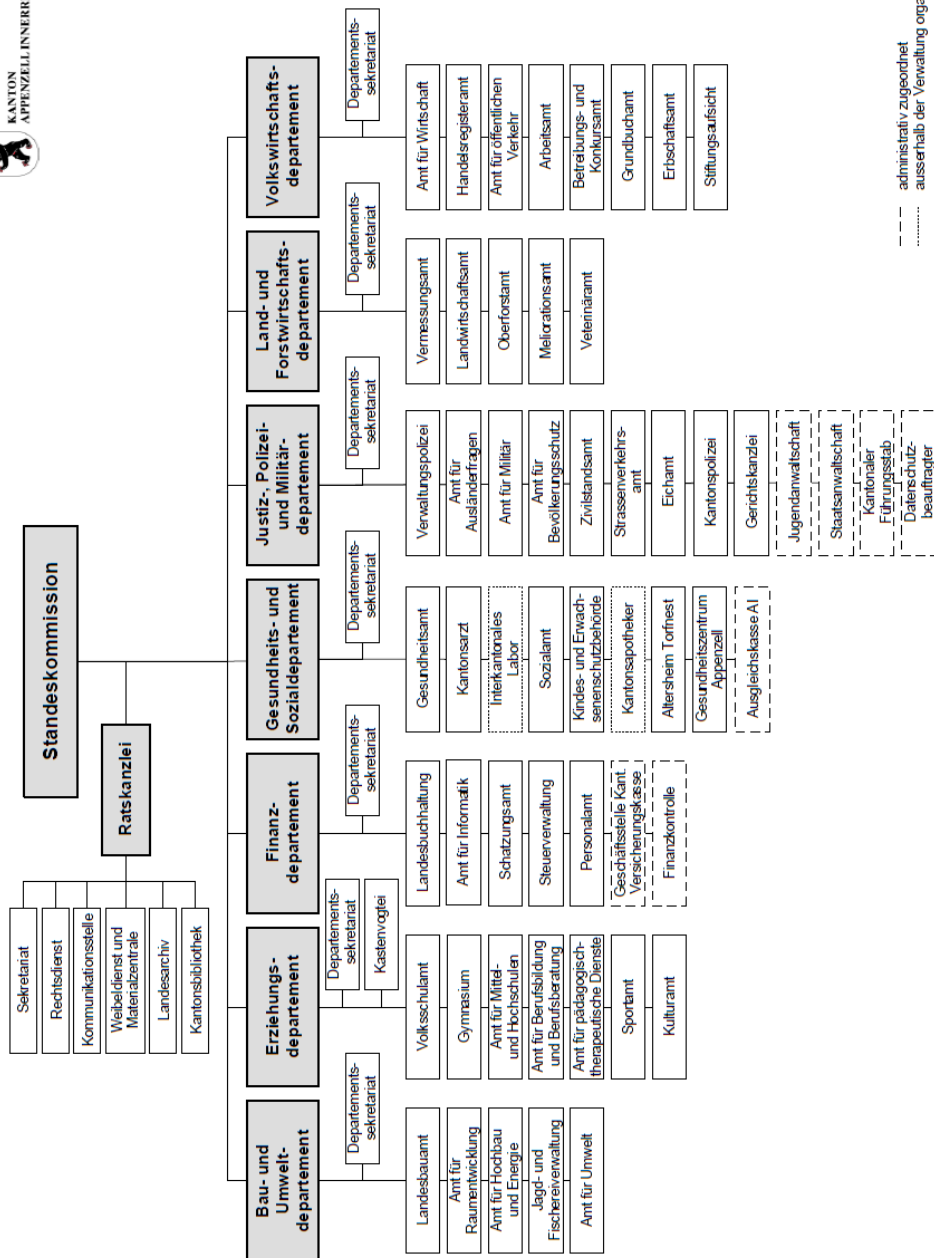 KANTON
APPENZELL INNERR
Standeskommission
Ratskanzlei
Sekretariat
Rechtsdienst
Kommunikationsstelle
Weibeldienst und
Materialzentrale
Landesarchiv
Kantonsbibliothek
Bau- und
Umwelt-
departement
Departements-
sekretariat
Landesbauamt
Amt für
Raumentwicklung
Amt für Hochbau
und Energie
Jagd- und
Fischereiverwaltung
Amt für Umwelt
Erziehungs-
departement
Departements-
sekretariat
Kastenvogtei
Volksschulamt
Gymnasium
Amt für Mittel-
und Hochschulen
Amt für Berufsbildung
und Berufsberatung
Amt für pädagogisch-
therapeutische Dienste
Sportamt
Kulturamt
Finanz-
departement
Departements-
sekretariat
Landesbuchhaltung
Amt für Informatik
Schatzungsamt
Steuerverwaltung
Personalamt
Geschäftsstelle Kant.
Versicherungskasse
Finanzkontrolle
Gesundheits- und
Sozialdepartement
Departements-
sekretariat
Gesundheitsamt
Kantonsarzt
Interkantonales
Labor
Sozialamt
Kindes- und Erwach-
senenschutzbehörde
Kantonsapotheker
Altersheim Torfnest
Gesundheitszentrum
Appenzell
Ausgleichskasse AI
Justiz-, Polizei-
und Militär-
departement
Departements-
sekretariat
Verwaltungspolizei
Amt für
Ausländerfragen
Amt für Militär
Amt für
Bevölkerungsschutz
Zivilstandsamt
Strassenverkehrs-
amt
Eichamt
Kantonspolizei
Gerichtskanzlei
Jugendanwaltschaft
Staatsanwaltschaft
Kantonaler
Führungsstab
Datenschutz-
beauftragter
Land- und
Forstwirtschafts-
departement
Departements-
sekretariat
Vermessungsamt
Landwirtschaftsamt
Oberforstamt
Meliorationsamt
Veterinäramt
Volkswirtschafts-
departement
Departements-
sekretariat
Amt für Wirtschaft
Handelsregisteramt
Amt für öffentlichen
Verkehr
Arbeitsamt
Betreibungs- und
Konkursamt
Grundbuchamt
Erbschaftsamt
Stiftungsaufsicht
administrativ zugeordnet
ausserhalb der Verwaltung orga